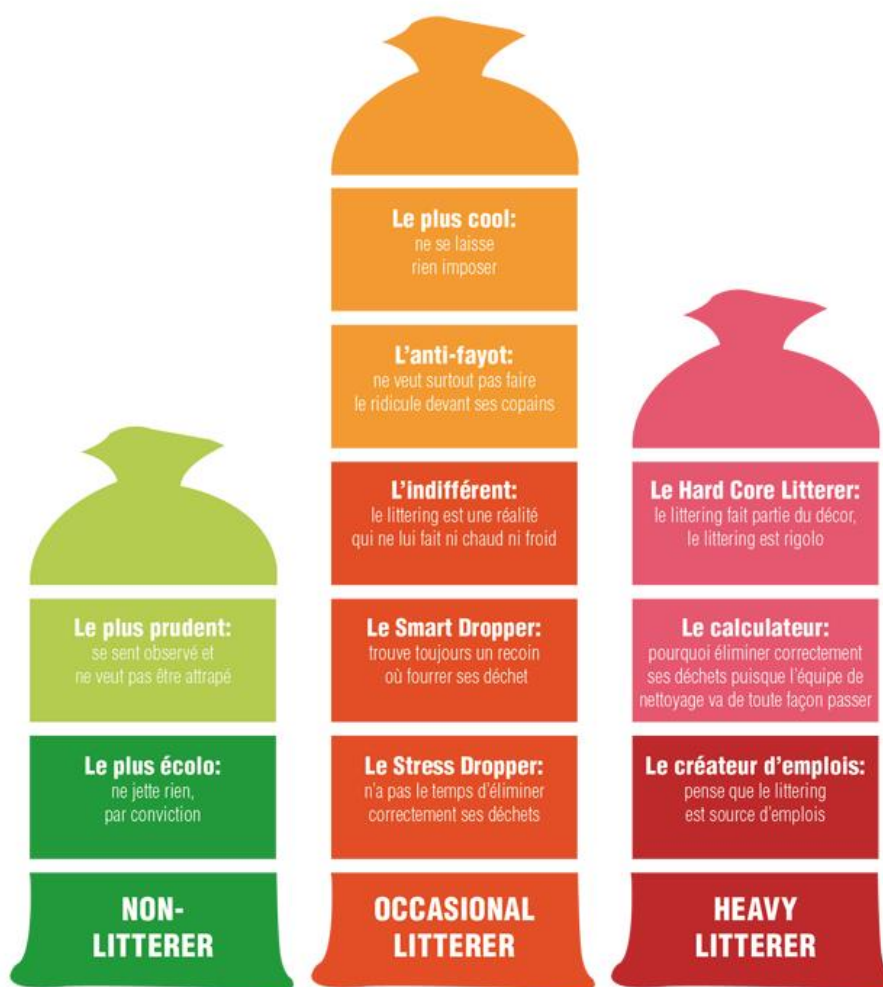 Le plus prudent:
se sent observé et
ne veut pas être attrapé
Le plus écolo:
ne jette rien,
par conviction
NON-
LITTERER
Le plus cool:
ne se laisse
rien imposer
L'anti-fayot:
ne veut surtout pas faire
le ridicule devant ses copains
L'indifférent:
le littering est une réalité
qui ne lui fait ni chaud ni froid
Le Smart Dropper:
trouve toujours un recoin
où fourrer ses déchet
Le Stress Dropper:
n'a pas le temps d'éliminer
correctement ses déchets
OCCASIONAL
LITTERER
Le Hard Core Litterer:
le littering fait partie du décor,
le littering est rigolo
Le calculateur:
pourquoi éliminer correctement
ses déchets puisque l'équipe de
nettoyage va de toute façon passer
Le créateur d'emplois:
pense que le littering
est source d'emplois
HEAVY
LITTERER